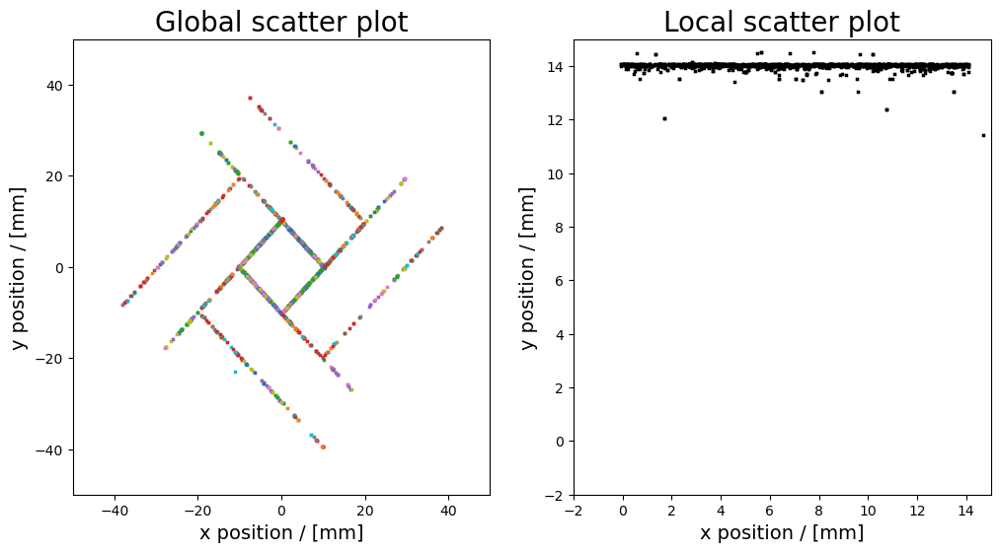 Global scatter plot
Local scatter plot
40
20
0
−20
−40
y position / [mm]
−40 −20 0 20 40
x position / [mm]
14
12
10
8
6
4
2
0
−2
y position / [mm]
−2 0 2 4 6 8 10 12 14
x position / [mm]